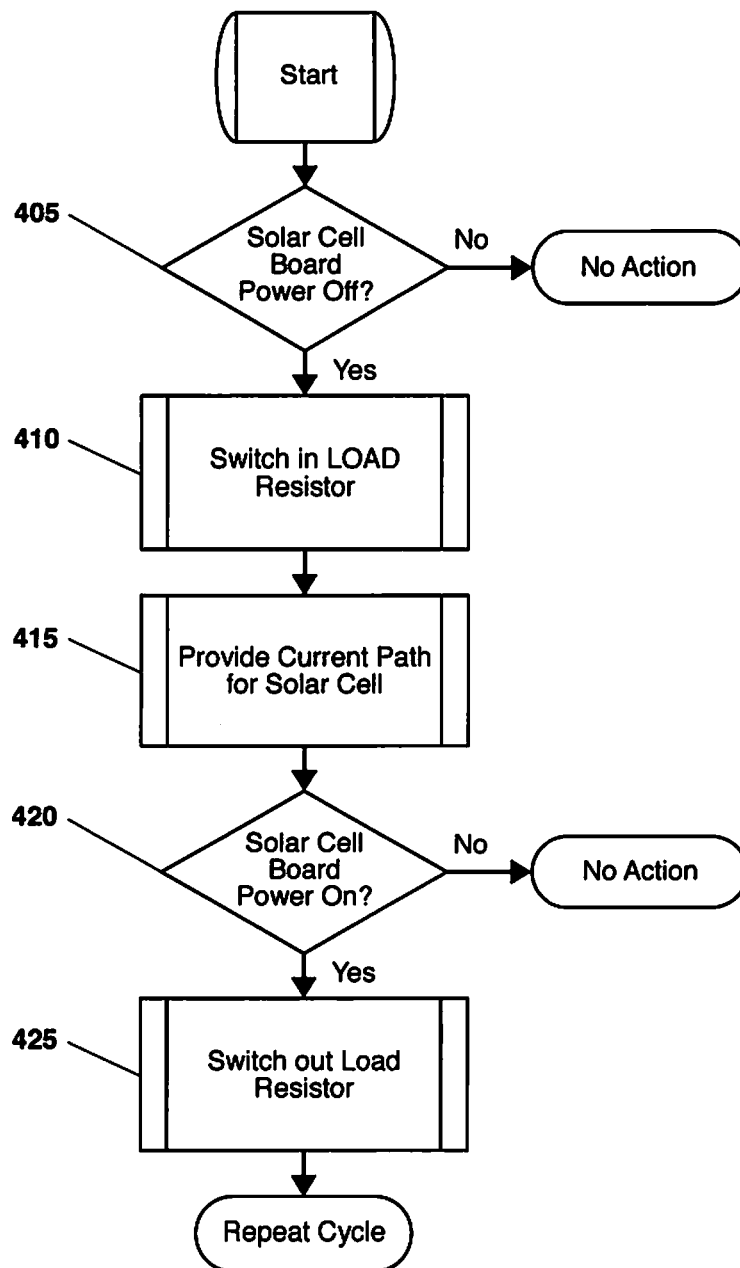 Start
405
Solar Cell
Board
Power Off?
No
No Action
Yes
410
Switch in LOAD
Resistor
415
Provide Current Path
for Solar Cell
420
Solar Cell
Board
Power On?
No
No Action
Yes
425
Switch out Load
Resistor
Repeat Cycle